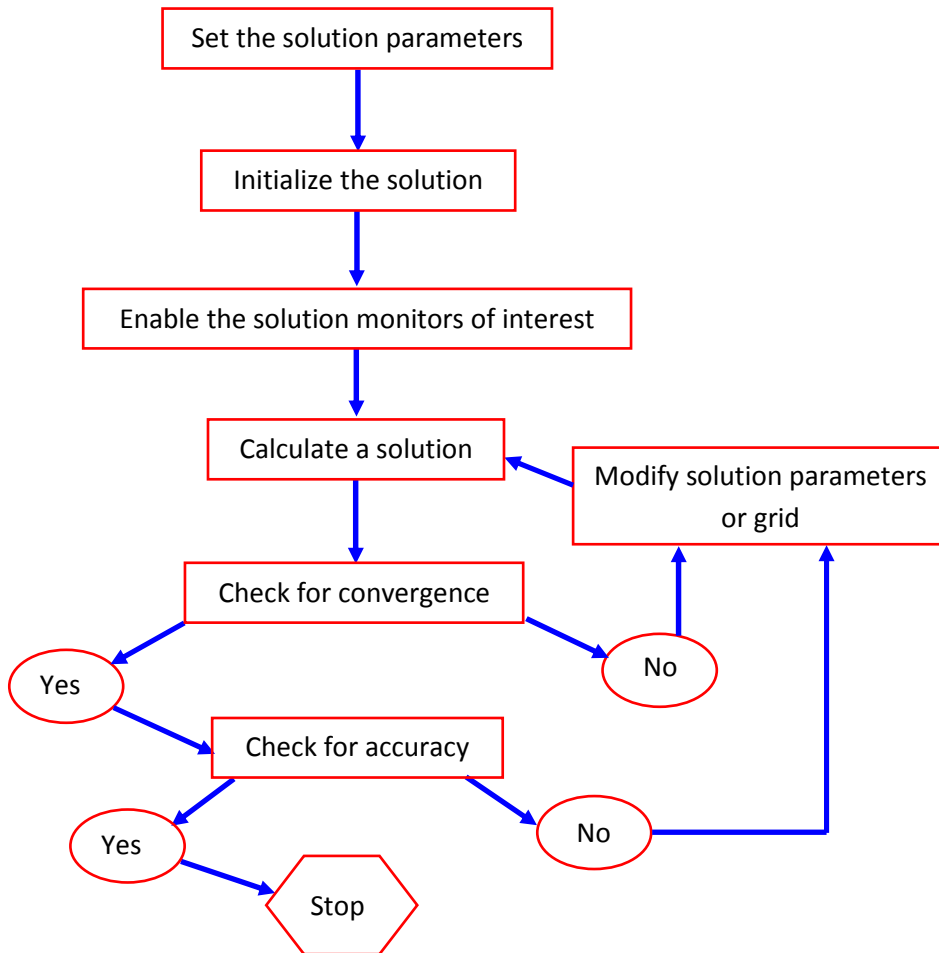 Set the solution parameters
Initialize the solution
Enable the solution monitors of interest
Calculate a solution
Modify solution parameters
or grid
Check for convergence
Yes
No
Check for accuracy
Yes
No
Stop